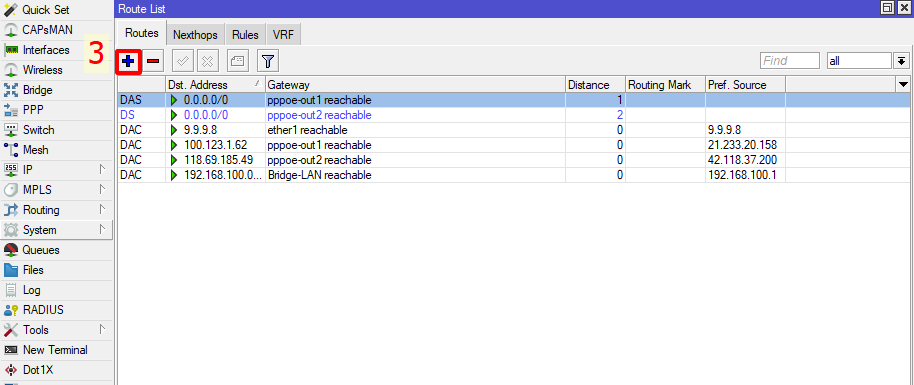 Quick Set
CAPsMAN
Interfaces
Wireless
Bridge
PPP
Switch
Mesh
IP
MPLS
Routing
System
Queues
Files
Log
RADIUS
Tools
New Terminal
Dot1X
3
Route List
Routes Nexthops Rules VRF
Find all
Dst. Address Gateway Distance Routing Mark Pref. Source
DAS 0.0.0.0/0 pppoe-out1 reachable 1
DS 0.0.0.0/0 pppoe-out2 reachable 2
DAC 9.9.9.8 ether1 reachable 0 9.9.9.8
DAC 100.123.1.62 pppoe-out1 reachable 0 21.233.20.158
DAC 118.69.185.49 pppoe-out2 reachable 0 42.118.37.200
DAC 192.168.100.0... Bridge-LAN reachable 0 192.168.100.1